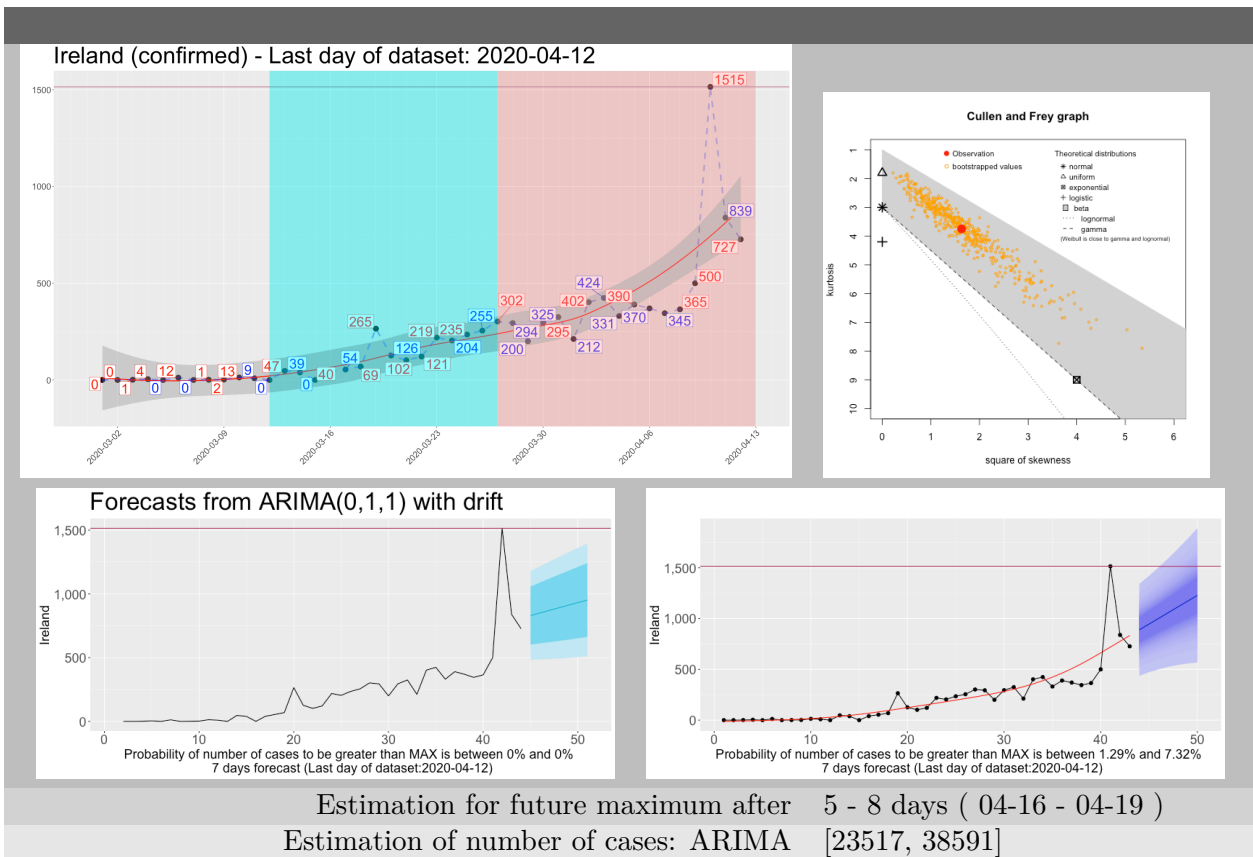 Ireland (confirmed) - Last day of dataset: 2020-04-12
1500
1000
500
0
0
0
1
4
0
12
0
1
2
13
9
0
47
39
0
40
54
265
69
126
102
219
121
235
204
255
302
294
200
325
295
402
212
424
331
390
370
345
365
500
1515
839
727
2020-03-02
2020-03-09
2020-03-16
2020-03-23
2020-03-30
2020-04-06
2020-04-13
Cullen and Frey graph
Observation
bootstrapped values
Theoretical distributions
normal
uniform
exponential
logistic
beta
lognormal
gamma
(Weibull is close to gamma and lognormal)
kurtosis
1
2
3
4
5
6
7
8
9
10
0 1 2 3 4 5 6
square of skewness
Forecasts from ARIMA(0,1,1) with drift
Ireland
1,500
1,000
500
0
0 10 20 30 40 50
Probability of number of cases to be greater than MAX is between 0% and 0%
7 days forecast (Last day of dataset:2020-04-12)
Ireland
1,500
1,000
500
0
0 10 20 30 40 50
Probability of number of cases to be greater than MAX is between 1.29% and 7.32%
7 days forecast (Last day of dataset:2020-04-12)
Estimation for future maximum after 5 - 8 days ( 04-16 - 04-19 )
Estimation of number of cases: ARIMA [23517, 38591]